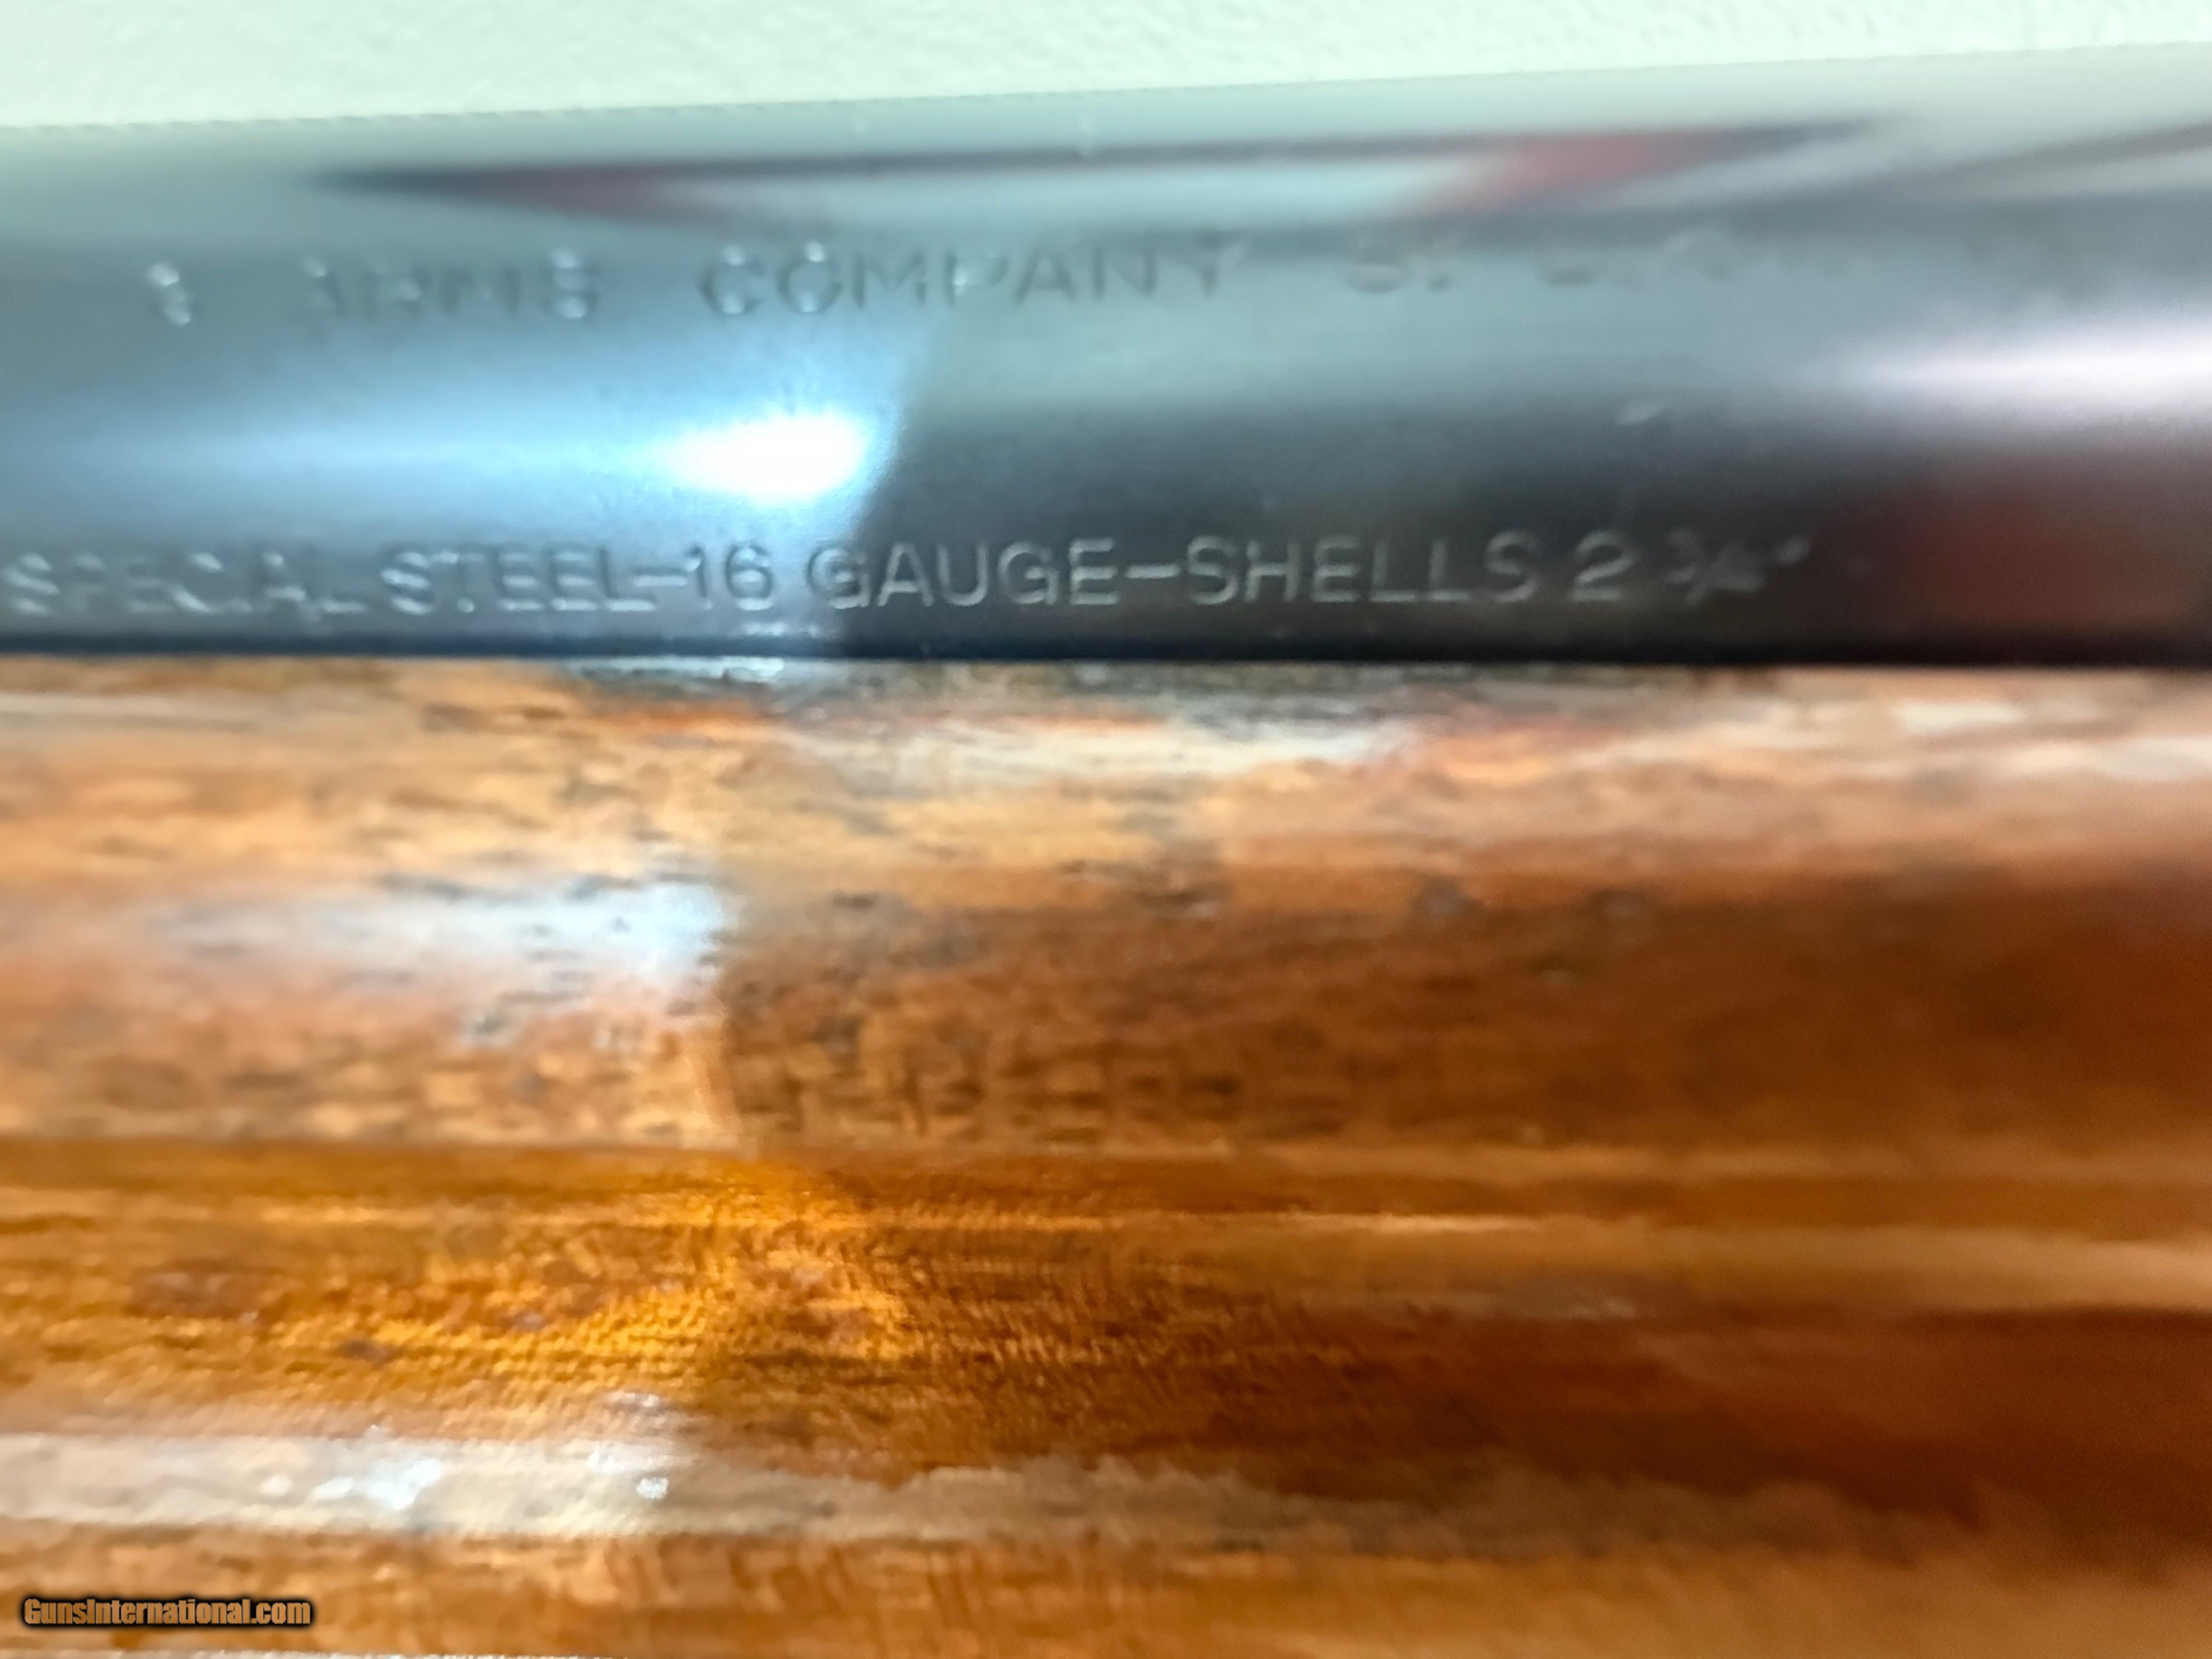 ARMS COMPANY
SPECIAL STEEL-16 GAUGE-SHELLS 2 3/4"
GunsInternational.com